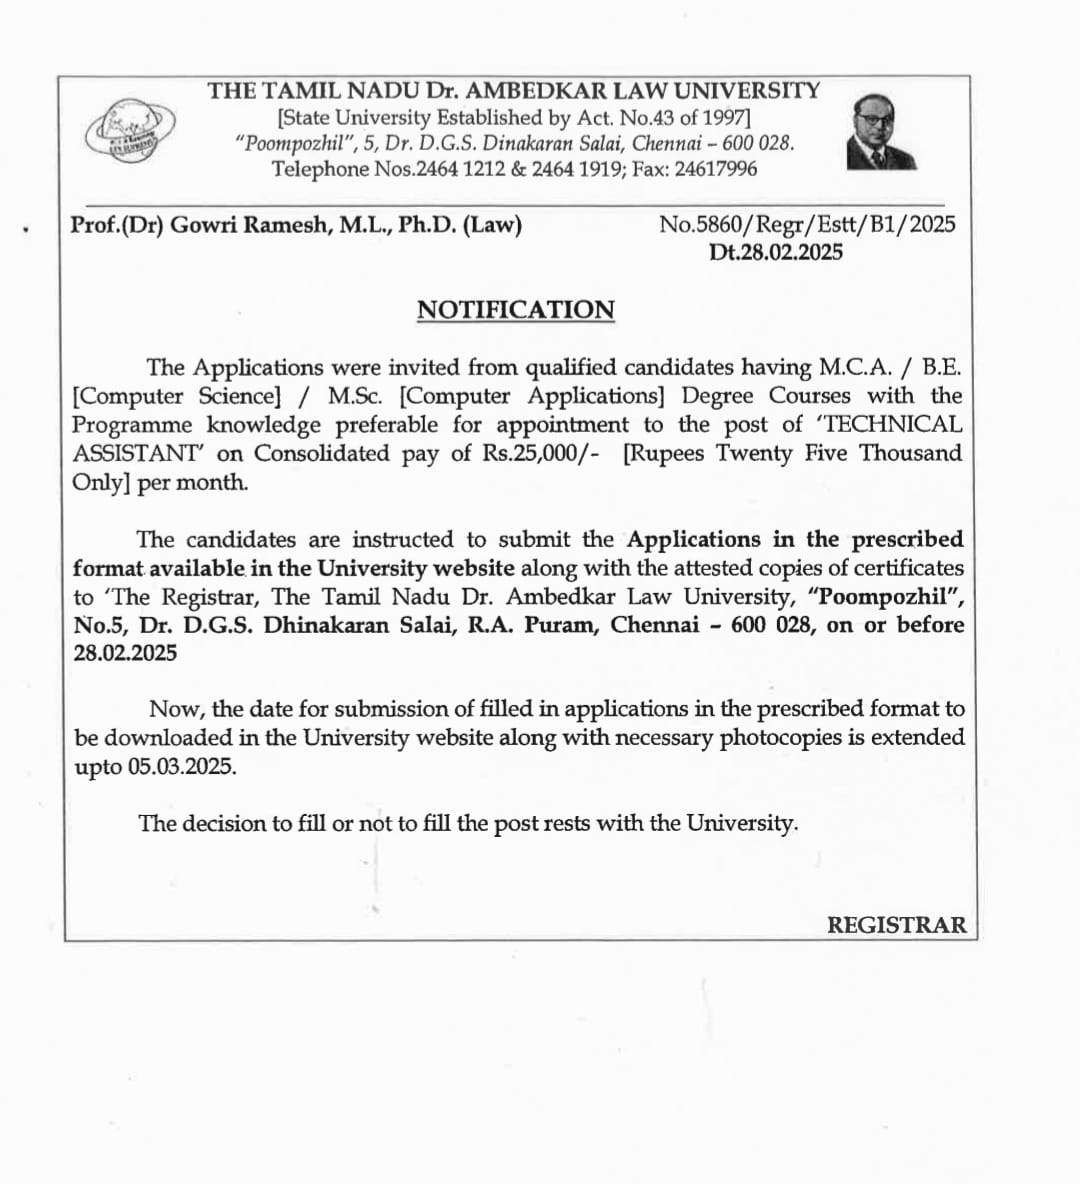 THE TAMIL NADU Dr. AMBEDKAR LAW UNIVERSITY
[State University Established by Act. No.43 of 1997]
“Poompozhil”, 5, Dr. D.G.S. Dinakaran Salai, Chennai – 600 028.
Telephone Nos.2464 1212 & 2464 1919; Fax: 24617996
Prof.(Dr) Gowri Ramesh, M.L., Ph.D. (Law)
No.5860/Regr/Estt/B1/2025
Dt.28.02.2025
NOTIFICATION
The Applications were invited from qualified candidates having M.C.A. / B.E.
[Computer Science] / M.Sc. [Computer Applications] Degree Courses with the
Programme knowledge preferable for appointment to the post of ‘TECHNICAL
ASSISTANT’ on Consolidated pay of Rs.25,000/- [Rupees Twenty Five Thousand
Only] per month.
The candidates are instructed to submit the Applications in the prescribed
format available in the University website along with the attested copies of certificates
to ‘The Registrar, The Tamil Nadu Dr. Ambedkar Law University, “Poompozhil”,
No.5, Dr. D.G.S. Dhinakaran Salai, R.A. Puram, Chennai – 600 028, on or before
28.02.2025
Now, the date for submission of filled in applications in the prescribed format to
be downloaded in the University website along with necessary photocopies is extended
upto 05.03.2025.
The decision to fill or not to fill the post rests with the University.
REGISTRAR